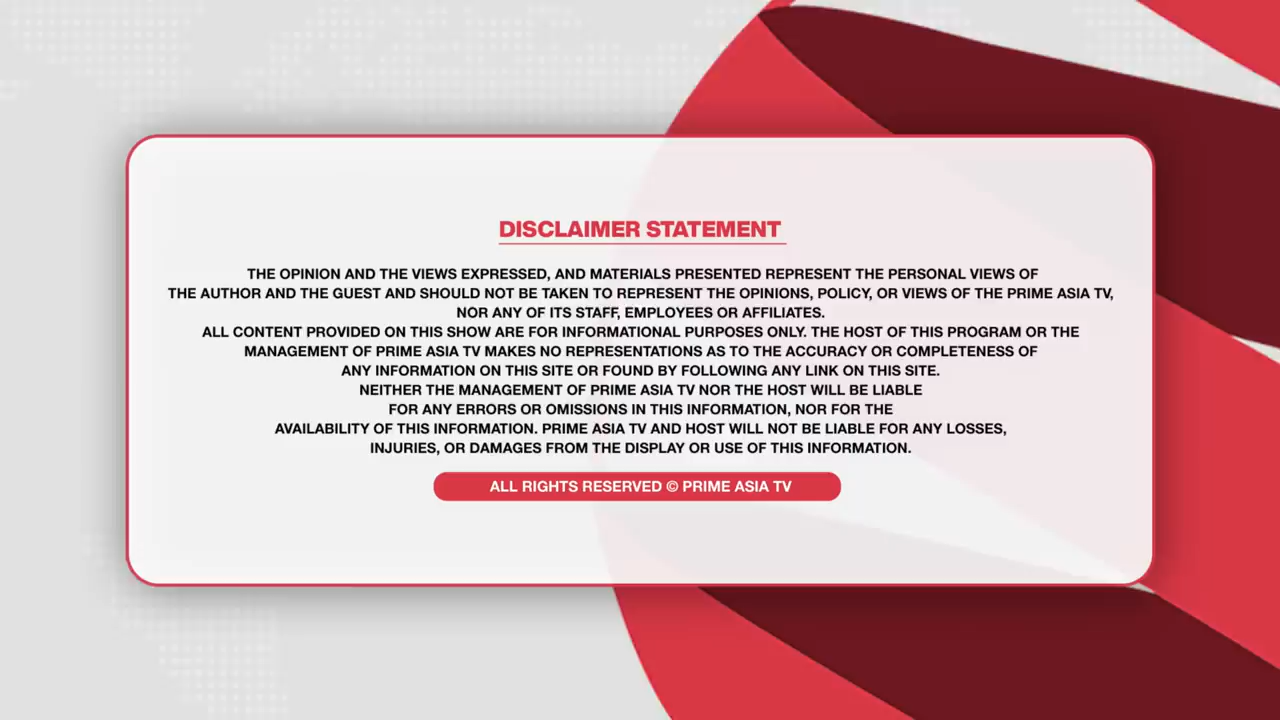 DISCLAIMER STATEMENT
THE OPINION AND THE VIEWS EXPRESSED, AND MATERIALS PRESENTED REPRESENT THE PERSONAL VIEWS OF
THE AUTHOR AND THE GUEST AND SHOULD NOT BE TAKEN TO REPRESENT THE OPINIONS, POLICY, OR VIEWS OF THE PRIME ASIA TV,
NOR ANY OF ITS STAFF, EMPLOYEES OR AFFILIATES.
ALL CONTENT PROVIDED ON THIS SHOW ARE FOR INFORMATIONAL PURPOSES ONLY. THE HOST OF THIS PROGRAM OR THE
MANAGEMENT OF PRIME ASIA TV MAKES NO REPRESENTATIONS AS TO THE ACCURACY OR COMPLETENESS OF
ANY INFORMATION ON THIS SITE OR FOUND BY FOLLOWING ANY LINK ON THIS SITE.
NEITHER THE MANAGEMENT OF PRIME ASIA TV NOR THE HOST WILL BE LIABLE
FOR ANY ERRORS OR OMISSIONS IN THIS INFORMATION, NOR FOR THE
AVAILABILITY OF THIS INFORMATION. PRIME ASIA TV AND HOST WILL NOT BE LIABLE FOR ANY LOSSES,
INJURIES, OR DAMAGES FROM THE DISPLAY OR USE OF THIS INFORMATION.
ALL RIGHTS RESERVED © PRIME ASIA TV